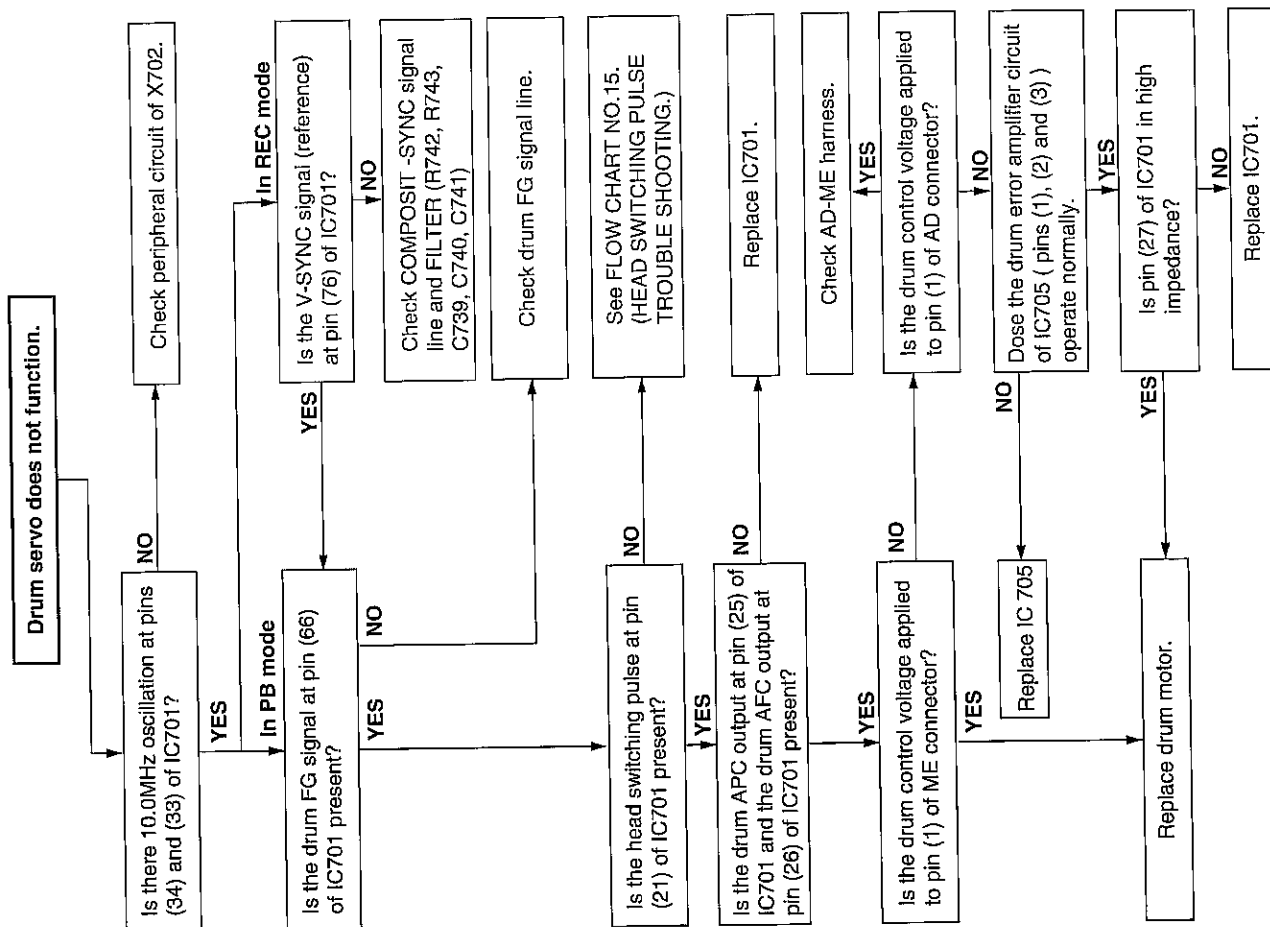 Drum servo does not function.
Is there 10.0MHz oscillation at pins
(34) and (33) of IC701?
NO
Check peripheral circuit of X702.
YES
In REC mode
Is the V-SYNC signal (reference)
at pin (76) of IC701?
NO
Check COMPOSIT -SYNC signal
line and FILTER (R742, R743,
C739, C740, C741)
YES
In PB mode
Is the drum FG signal at pin (66)
of IC701 present?
NO
Check drum FG signal line.
YES
Is the head switching pulse at pin
(21) of IC701 present?
NO
See FLOW CHART NO.15.
(HEAD SWITCHING PULSE
TROUBLE SHOOTING.)
YES
Is the drum APC output at pin (25) of
IC701 and the drum AFC output at
pin (26) of IC701 present?
NO
Replace IC701.
YES
Is the drum control voltage applied
to pin (1) of ME connector?
NO
Is the drum control voltage applied
to pin (1) of AD connector?
YES
Check AD-ME harness.
NO
Dose the drum error amplifier circuit
of IC705 ( pins (1), (2) and (3) )
operate normally.
NO
Replace IC 705
YES
Is pin (27) of IC701 in high
impedance?
NO
Replace IC701.
YES
YES
Replace drum motor.